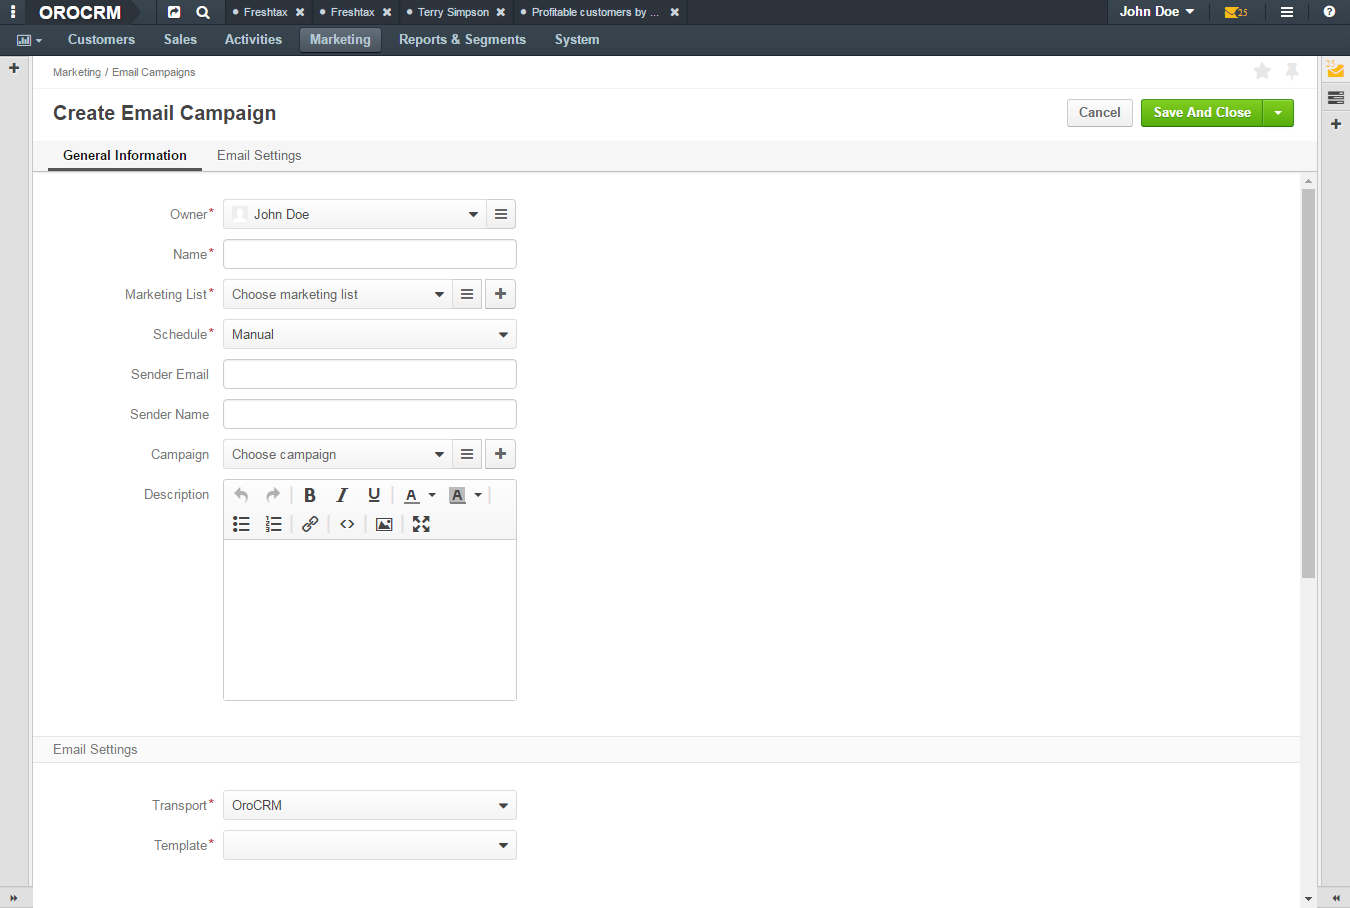 OROCRM Freshtax Freshtax Terry Simpson Profitable customers by ... John Doe 25
Customers Sales Activities Marketing Reports & Segments System
Marketing / Email Campaigns
25
Create Email Campaign Cancel Save And Close
General Information Email Settings
Owner* John Doe
Name*
Marketing List* Choose marketing list
Schedule* Manual
Sender Email
Sender Name
Campaign Choose campaign
Description B I U A A
Email Settings
Transport* OroCRM
Template*